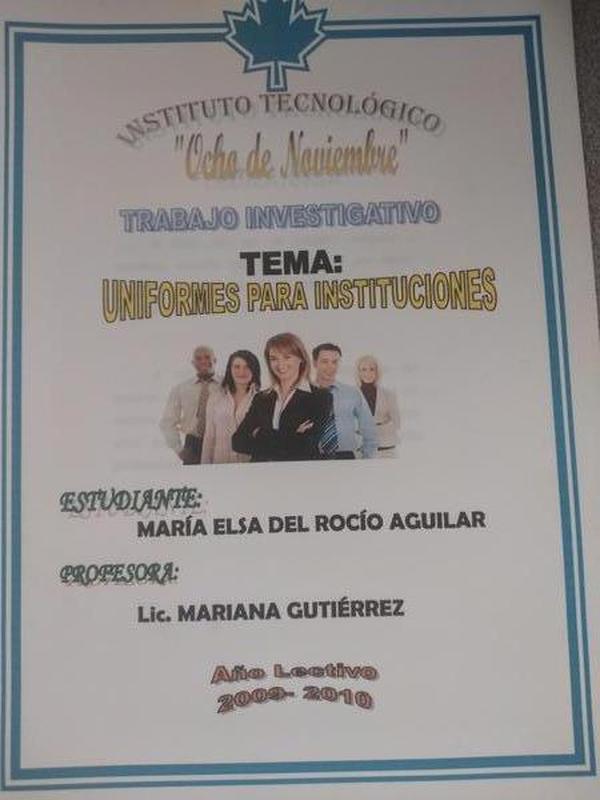 INSTITUTO TECNOLÓGICO
"Ocho de Noviembre"
TRABAJO INVESTIGATIVO
TEMA:
UNIFORMES PARA INSTITUCIONES
ESTUDIANTE:
MARÍA ELSA DEL ROCÍO AGUILAR
PROFESORA:
Lic. MARIANA GUTIÉRREZ
Año Lectivo
2009- 2010